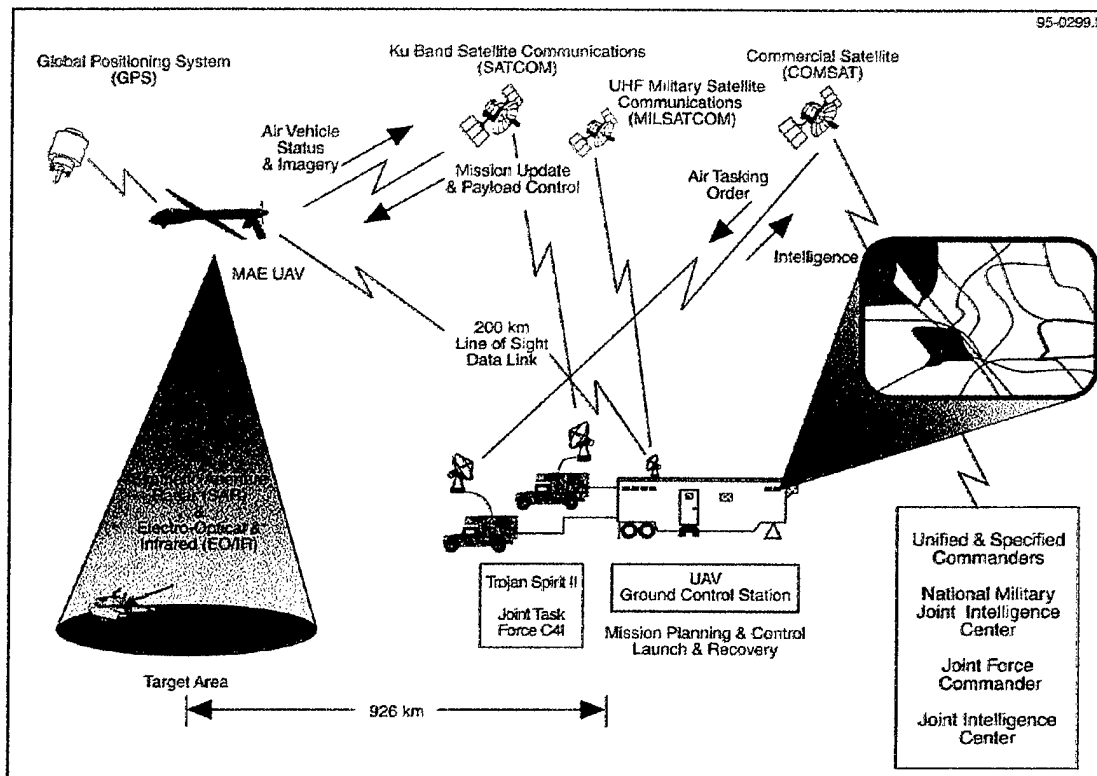 95-0299.
Global Positioning System
(GPS)
Ku Band Satellite Communications
(SATCOM)
UHF Military Satellite
Communications
(MILSATCOM)
Commercial Satellite
(COMSAT)
Air Vehicle
Status
& Imagery
Mission Update
& Payload Control
Air Tasking
Order
Intelligence
MAE UAV
200 km
Line of Sight
Data Link
Aperture
Radar (SAR)
&
Electro-Optical &
Infrared (EO/IR)
Trojan Spirit II
Joint Task
Force C4I
UAV
Ground Control Station
Mission Planning & Control
Launch & Recovery
Unified & Specified
Commanders
National Military
Joint Intelligence
Center
Joint Force
Commander
Joint Intelligence
Center
Target Area
926 km